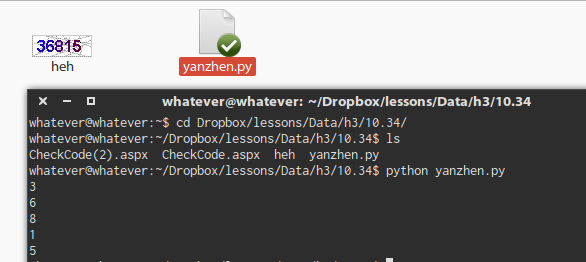 36815
heh
yanzhen.py
whatever@whatever: ~/Dropbox/lessons/Data/h3/10.34
whatever@whatever:~$ cd Dropbox/lessons/Data/h3/10.34/
whatever@whatever:~/Dropbox/lessons/Data/h3/10.34$ ls
CheckCode(2).aspx  CheckCode.aspx  heh  yanzhen.py
whatever@whatever:~/Dropbox/lessons/Data/h3/10.34$ python yanzhen.py
3
6
8
1
5